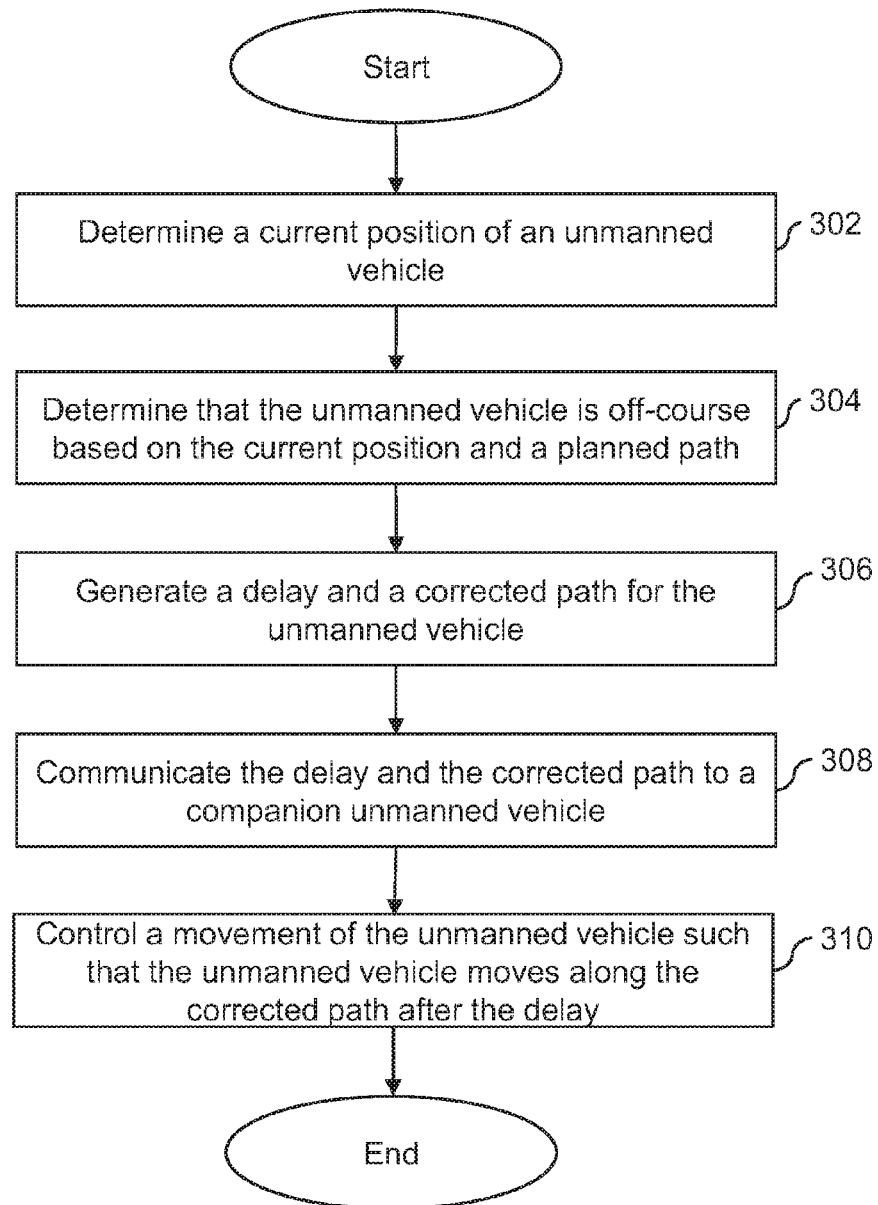 Start
Determine a current position of an unmanned
vehicle
302
Determine that the unmanned vehicle is off-course
based on the current position and a planned path
304
Generate a delay and a corrected path for the
unmanned vehicle
306
Communicate the delay and the corrected path to a
companion unmanned vehicle
308
Control a movement of the unmanned vehicle such
that the unmanned vehicle moves along the
corrected path after the delay
310
End